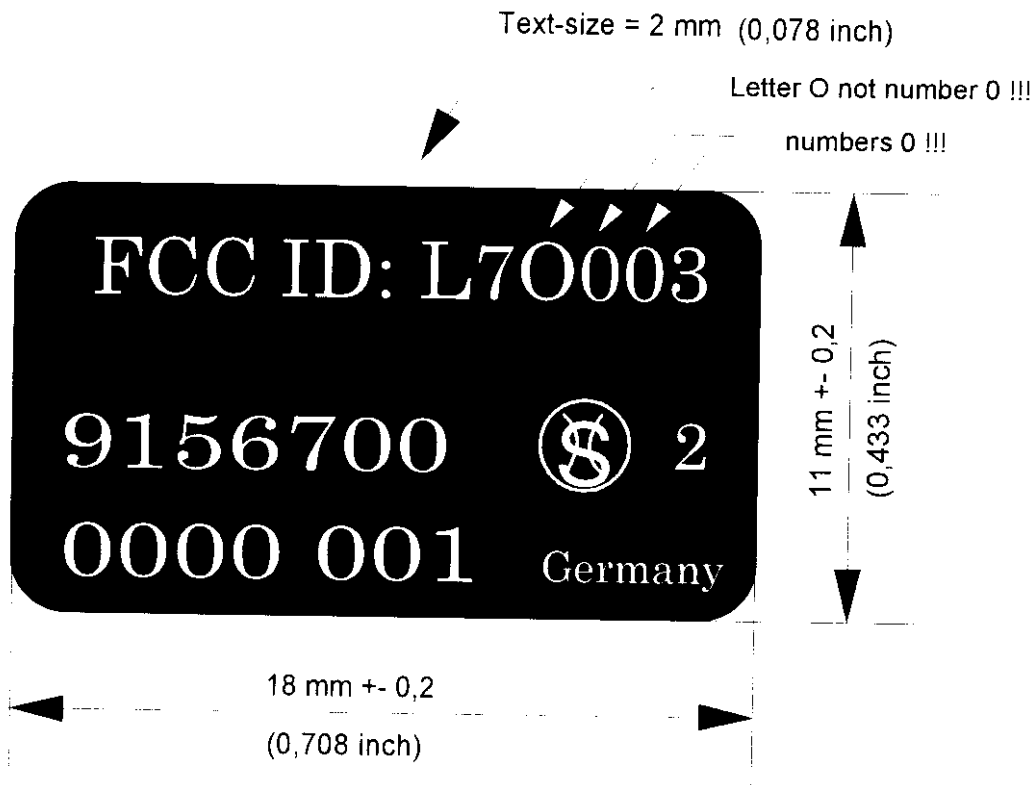 Text-size = 2 mm (0,078 inch)
Letter O not number 0 !!!
numbers 0 !!!
FCC ID: L7O003
9156700 S 2
0000 001 Germany
11 mm +- 0,2
(0,433 inch)
18 mm +- 0,2
(0,708 inch)